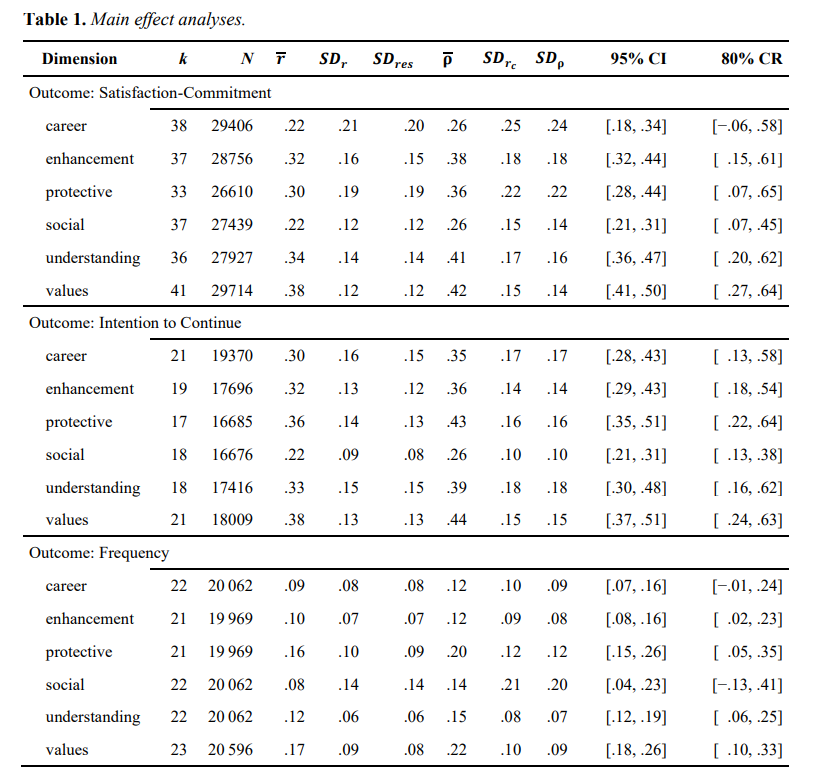 Table 1. Main effect analyses.
Dimension k N r̅ SD_r SD_res ρ̅ SD_r_c SD_ρ 95% CI 80% CR
Outcome: Satisfaction-Commitment
career 38 29406 .22 .21 .20 .26 .25 .24 [.18, .34] [−.06, .58]
enhancement 37 28756 .32 .16 .15 .38 .18 .18 [.32, .44] [ .15, .61]
protective 33 26610 .30 .19 .19 .36 .22 .22 [.28, .44] [ .07, .65]
social 37 27439 .22 .12 .12 .26 .15 .14 [.21, .31] [ .07, .45]
understanding 36 27927 .34 .14 .14 .41 .17 .16 [.36, .47] [ .20, .62]
values 41 29714 .38 .12 .12 .42 .15 .14 [.41, .50] [ .27, .64]
Outcome: Intention to Continue
career 21 19370 .30 .16 .15 .35 .17 .17 [.28, .43] [ .13, .58]
enhancement 19 17696 .32 .13 .12 .36 .14 .14 [.29, .43] [ .18, .54]
protective 17 16685 .36 .14 .13 .43 .16 .16 [.35, .51] [ .22, .64]
social 18 16676 .22 .09 .08 .26 .10 .10 [.21, .31] [ .13, .38]
understanding 18 17416 .33 .15 .15 .39 .18 .18 [.30, .48] [ .16, .62]
values 21 18009 .38 .13 .13 .44 .15 .15 [.37, .51] [ .24, .63]
Outcome: Frequency
career 22 20 062 .09 .08 .08 .12 .10 .09 [.07, .16] [−.01, .24]
enhancement 21 19 969 .10 .07 .07 .12 .09 .08 [.08, .16] [ .02, .23]
protective 21 19 969 .16 .10 .09 .20 .12 .12 [.15, .26] [ .05, .35]
social 22 20 062 .08 .14 .14 .14 .21 .20 [.04, .23] [−.13, .41]
understanding 22 20 062 .12 .06 .06 .15 .08 .07 [.12, .19] [ .06, .25]
values 23 20 596 .17 .09 .08 .22 .10 .09 [.18, .26] [ .10, .33]